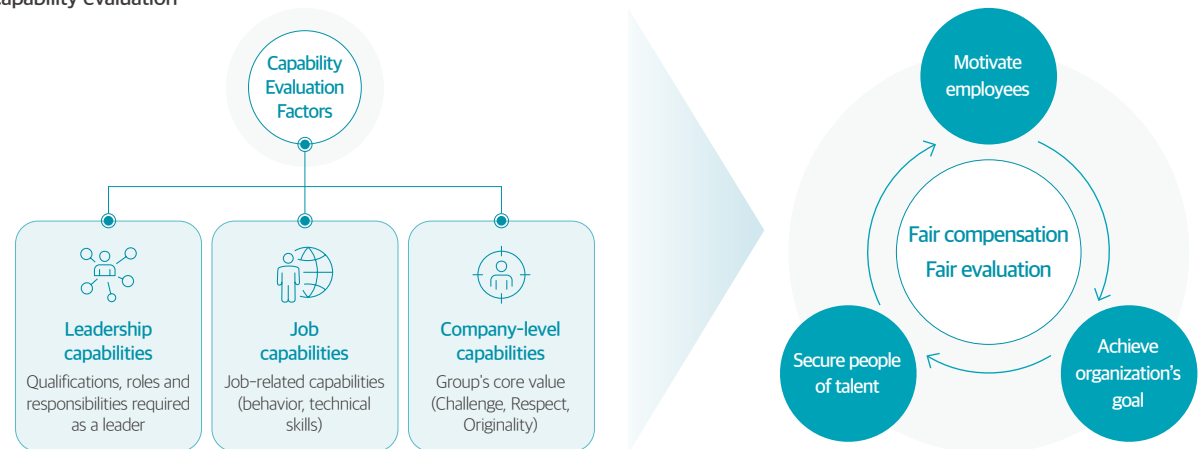 capability evaluation
Capability
Evaluation
Factors
Leadership
capabilities
Qualifications, roles and
responsibilities required
as a leader
Job
capabilities
Job-related capabilities
(behavior, technical
skills)
Company-level
capabilities
Group's core value
(Challenge, Respect,
Originality)
Motivate
employees
Fair compensation
Fair evaluation
Secure people
of talent
Achieve
organization's
goal